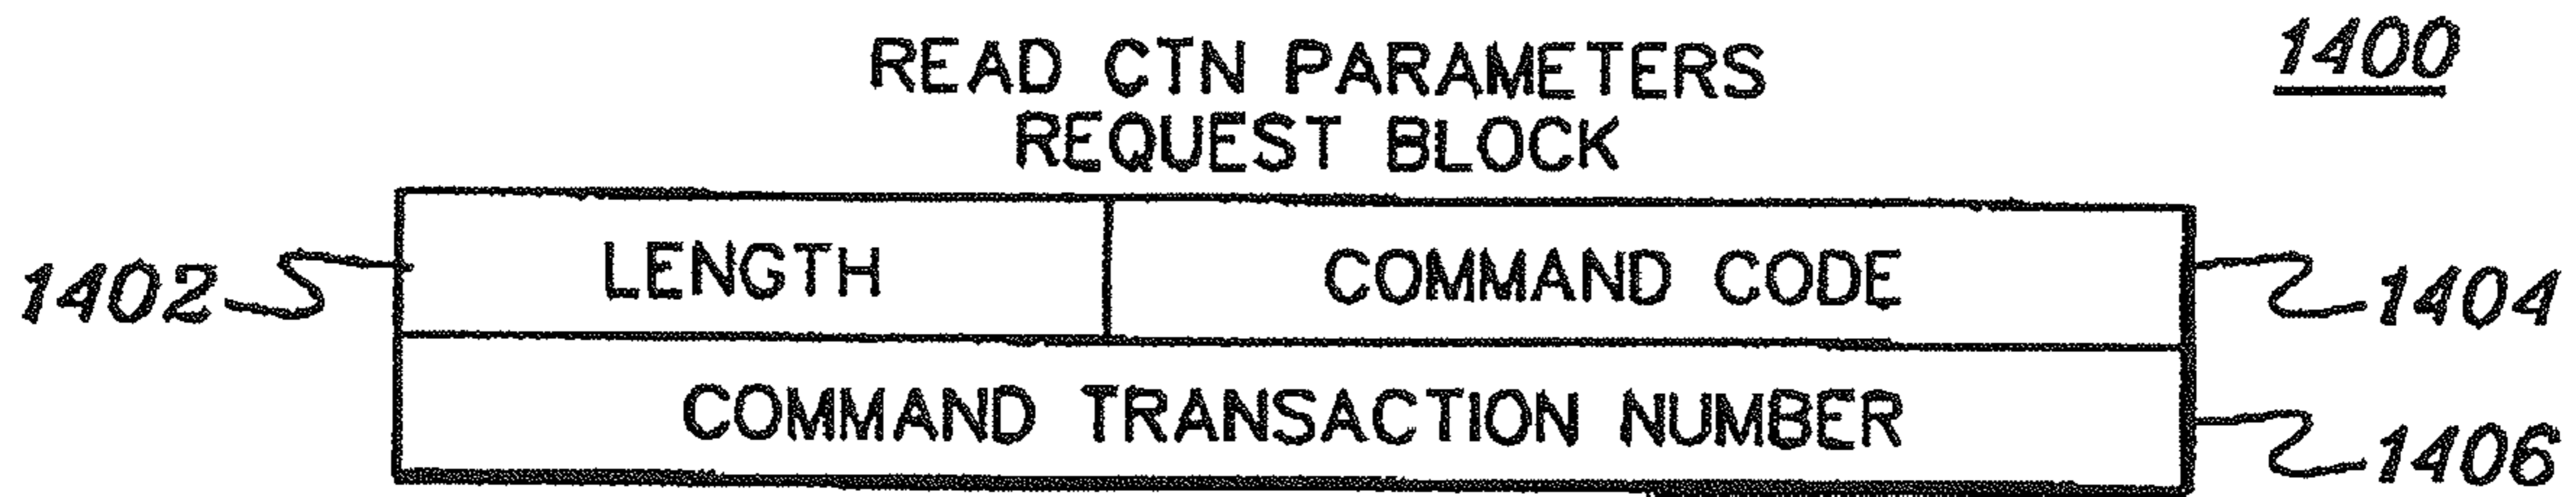 1400
READ CTN PARAMETERS
REQUEST BLOCK
1402 LENGTH COMMAND CODE 1404
COMMAND TRANSACTION NUMBER 1406